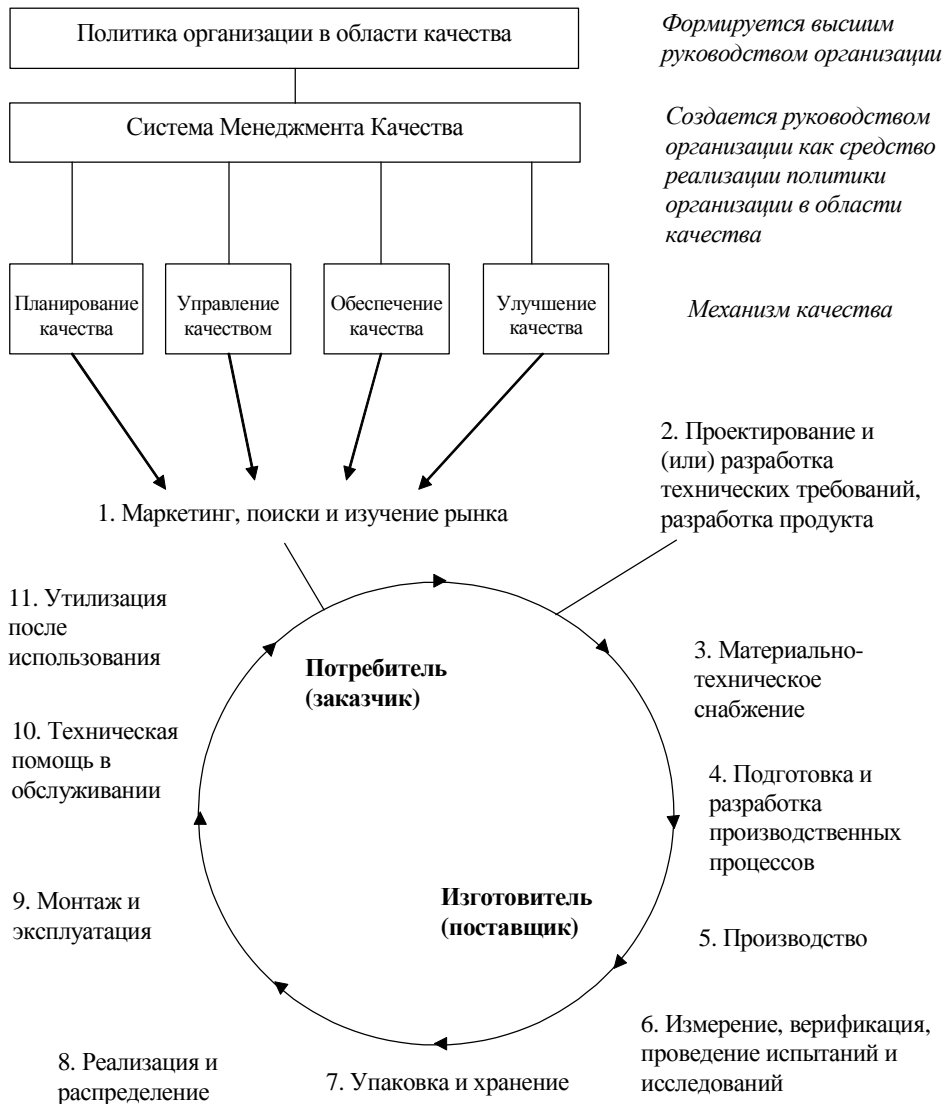 Политика организации в области качества
Формируется высшим
руководством организации
Система Менеджмента Качества
Создается руководством
организации как средство
реализации политики
организации в области
качества
Планирование
качества
Управление
качеством
Обеспечение
качества
Улучшение
качества
Механизм качества
1. Маркетинг, поиски и изучение рынка
2. Проектирование и
(или) разработка
технических требований,
разработка продукта
3. Материально-
техническое
снабжение
4. Подготовка и
разработка
производственных
процессов
5. Производство
6. Измерение, верификация,
проведение испытаний и
исследований
7. Упаковка и хранение
8. Реализация и
распределение
9. Монтаж и
эксплуатация
10. Техническая
помощь в
обслуживании
11. Утилизация
после
использования
Потребитель
(заказчик)
Изготовитель
(поставщик)